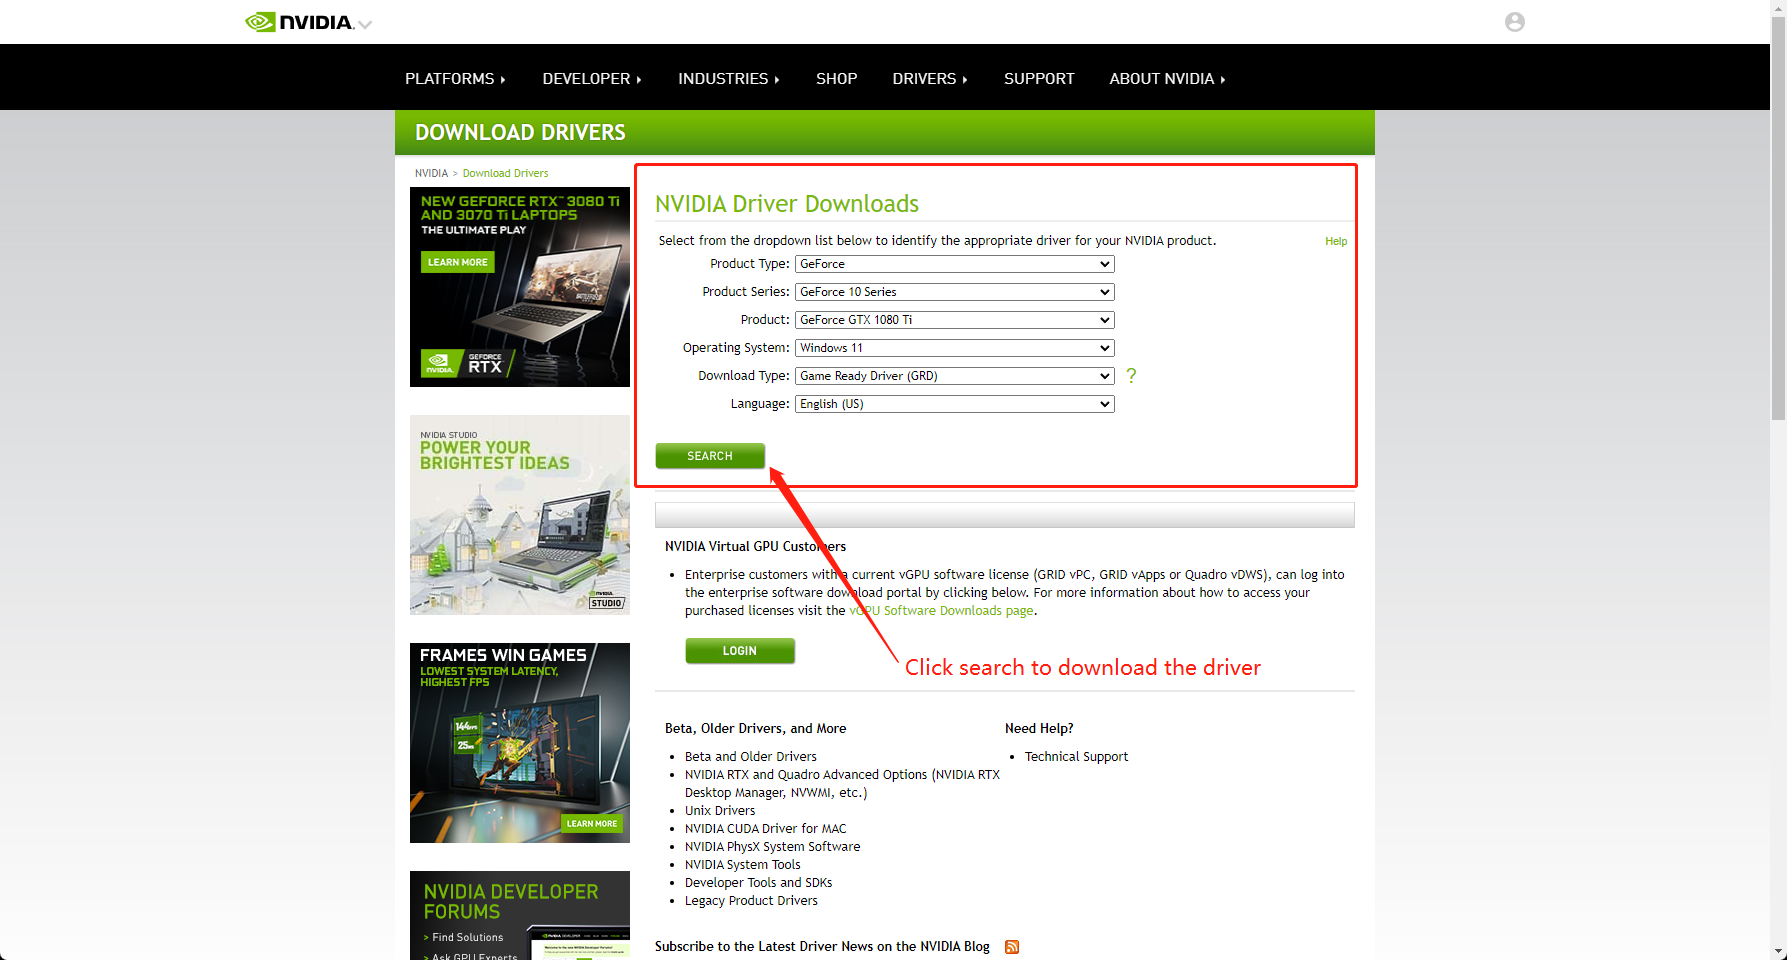 NVIDIA.
PLATFORMS
DEVELOPER
INDUSTRIES
SHOP
DRIVERS
SUPPORT
ABOUT NVIDIA
DOWNLOAD DRIVERS
NVIDIA > Download Drivers
NEW GEFORCE RTX™ 3080 Ti
AND 3070 Ti LAPTOPS
THE ULTIMATE PLAY
LEARN MORE
BATTLEFIELD
NVIDIA.
GEFORCE
RTX
NVIDIA STUDIO
POWER YOUR
BRIGHTEST IDEAS
NVIDIA.
STUDIO
FRAMES WIN GAMES
LOWEST SYSTEM LATENCY,
HIGHEST FPS
144FPS
25MS
LEARN MORE
NVIDIA DEVELOPER
FORUMS
> Find Solutions
> Ask GPU Experts
NVIDIA Driver Downloads
Select from the dropdown list below to identify the appropriate driver for your NVIDIA product.
Help
Product Type: GeForce
Product Series: GeForce 10 Series
Product: GeForce GTX 1080 Ti
Operating System: Windows 11
Download Type: Game Ready Driver (GRD) ?
Language: English (US)
SEARCH
NVIDIA Virtual GPU Customers
• Enterprise customers with a current vGPU software license (GRID vPC, GRID vApps or Quadro vDWS), can log into
the enterprise software download portal by clicking below. For more information about how to access your
purchased licenses visit the vGPU Software Downloads page.
LOGIN
Click search to download the driver
Beta, Older Drivers, and More
• Beta and Older Drivers
• NVIDIA RTX and Quadro Advanced Options (NVIDIA RTX
Desktop Manager, NVWMI, etc.)
• Unix Drivers
• NVIDIA CUDA Driver for MAC
• NVIDIA PhysX System Software
• NVIDIA System Tools
• Developer Tools and SDKs
• Legacy Product Drivers
Need Help?
• Technical Support
Subscribe to the Latest Driver News on the NVIDIA Blog